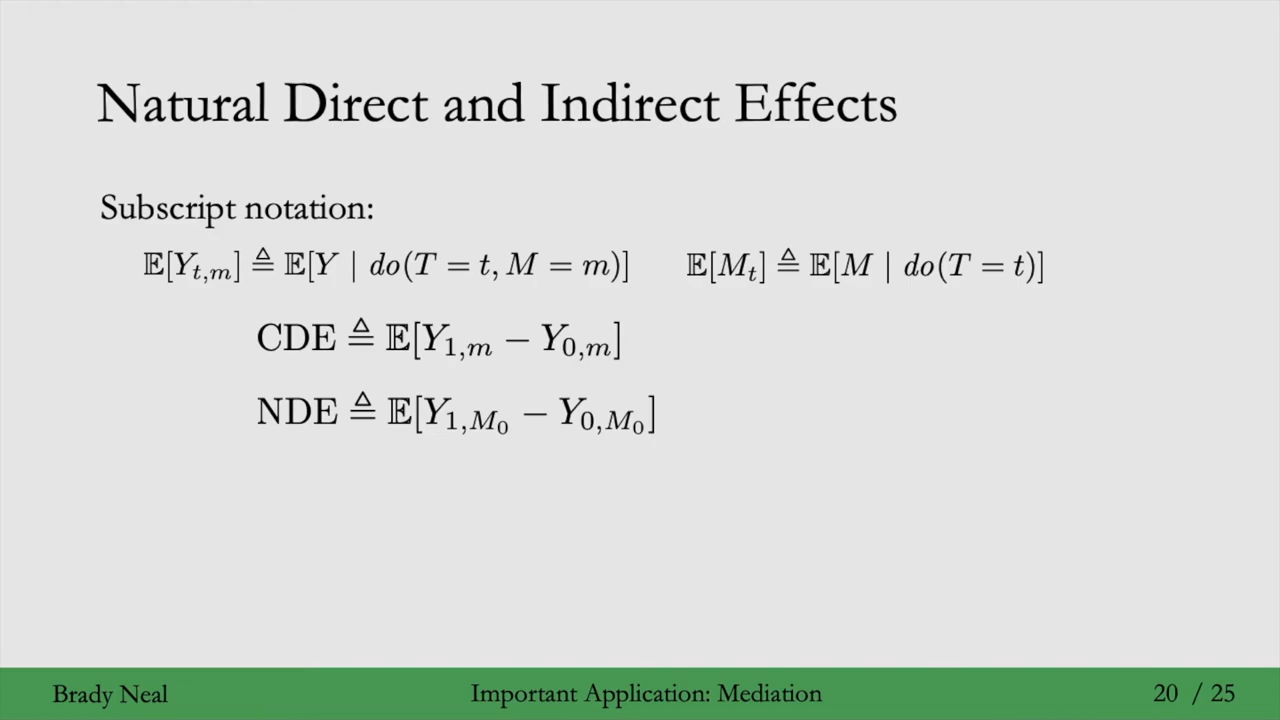 Natural Direct and Indirect Effects
Subscript notation:
𝔼[Y_{t,m}] ≜ 𝔼[Y | do(T = t, M = m)] 𝔼[M_t] ≜ 𝔼[M | do(T = t)]
CDE ≜ 𝔼[Y_{1,m} − Y_{0,m}]
NDE ≜ 𝔼[Y_{1,M_0} − Y_{0,M_0}]
Brady Neal Important Application: Mediation 20 / 25